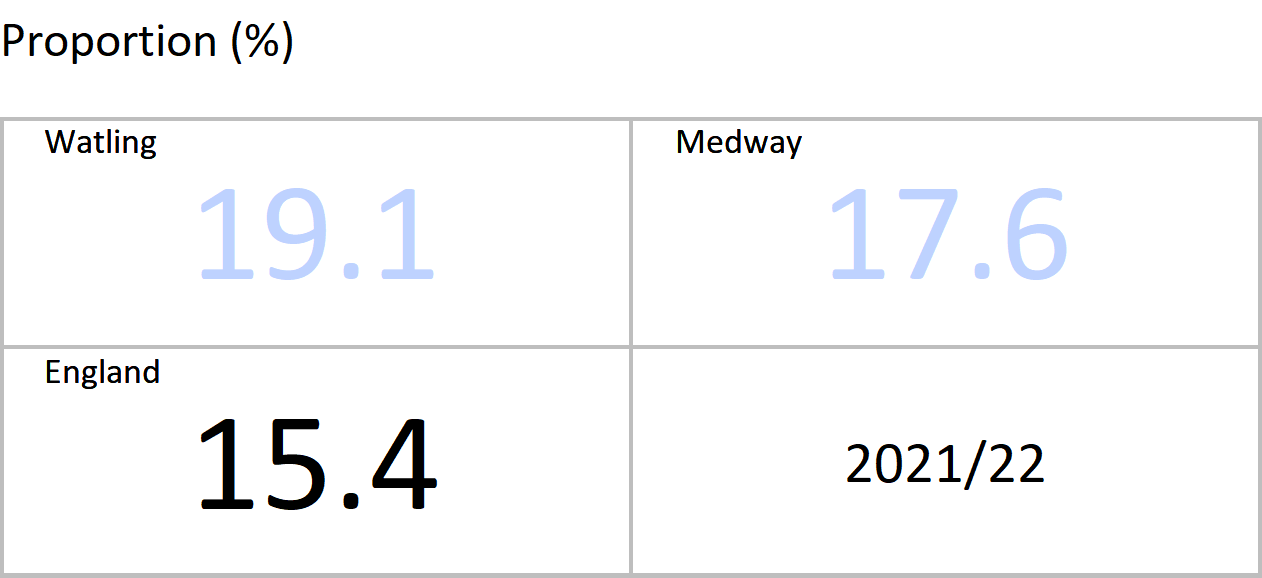 Proportion (%)
Watling
19.1
Medway
17.6
England
15.4
2021/22